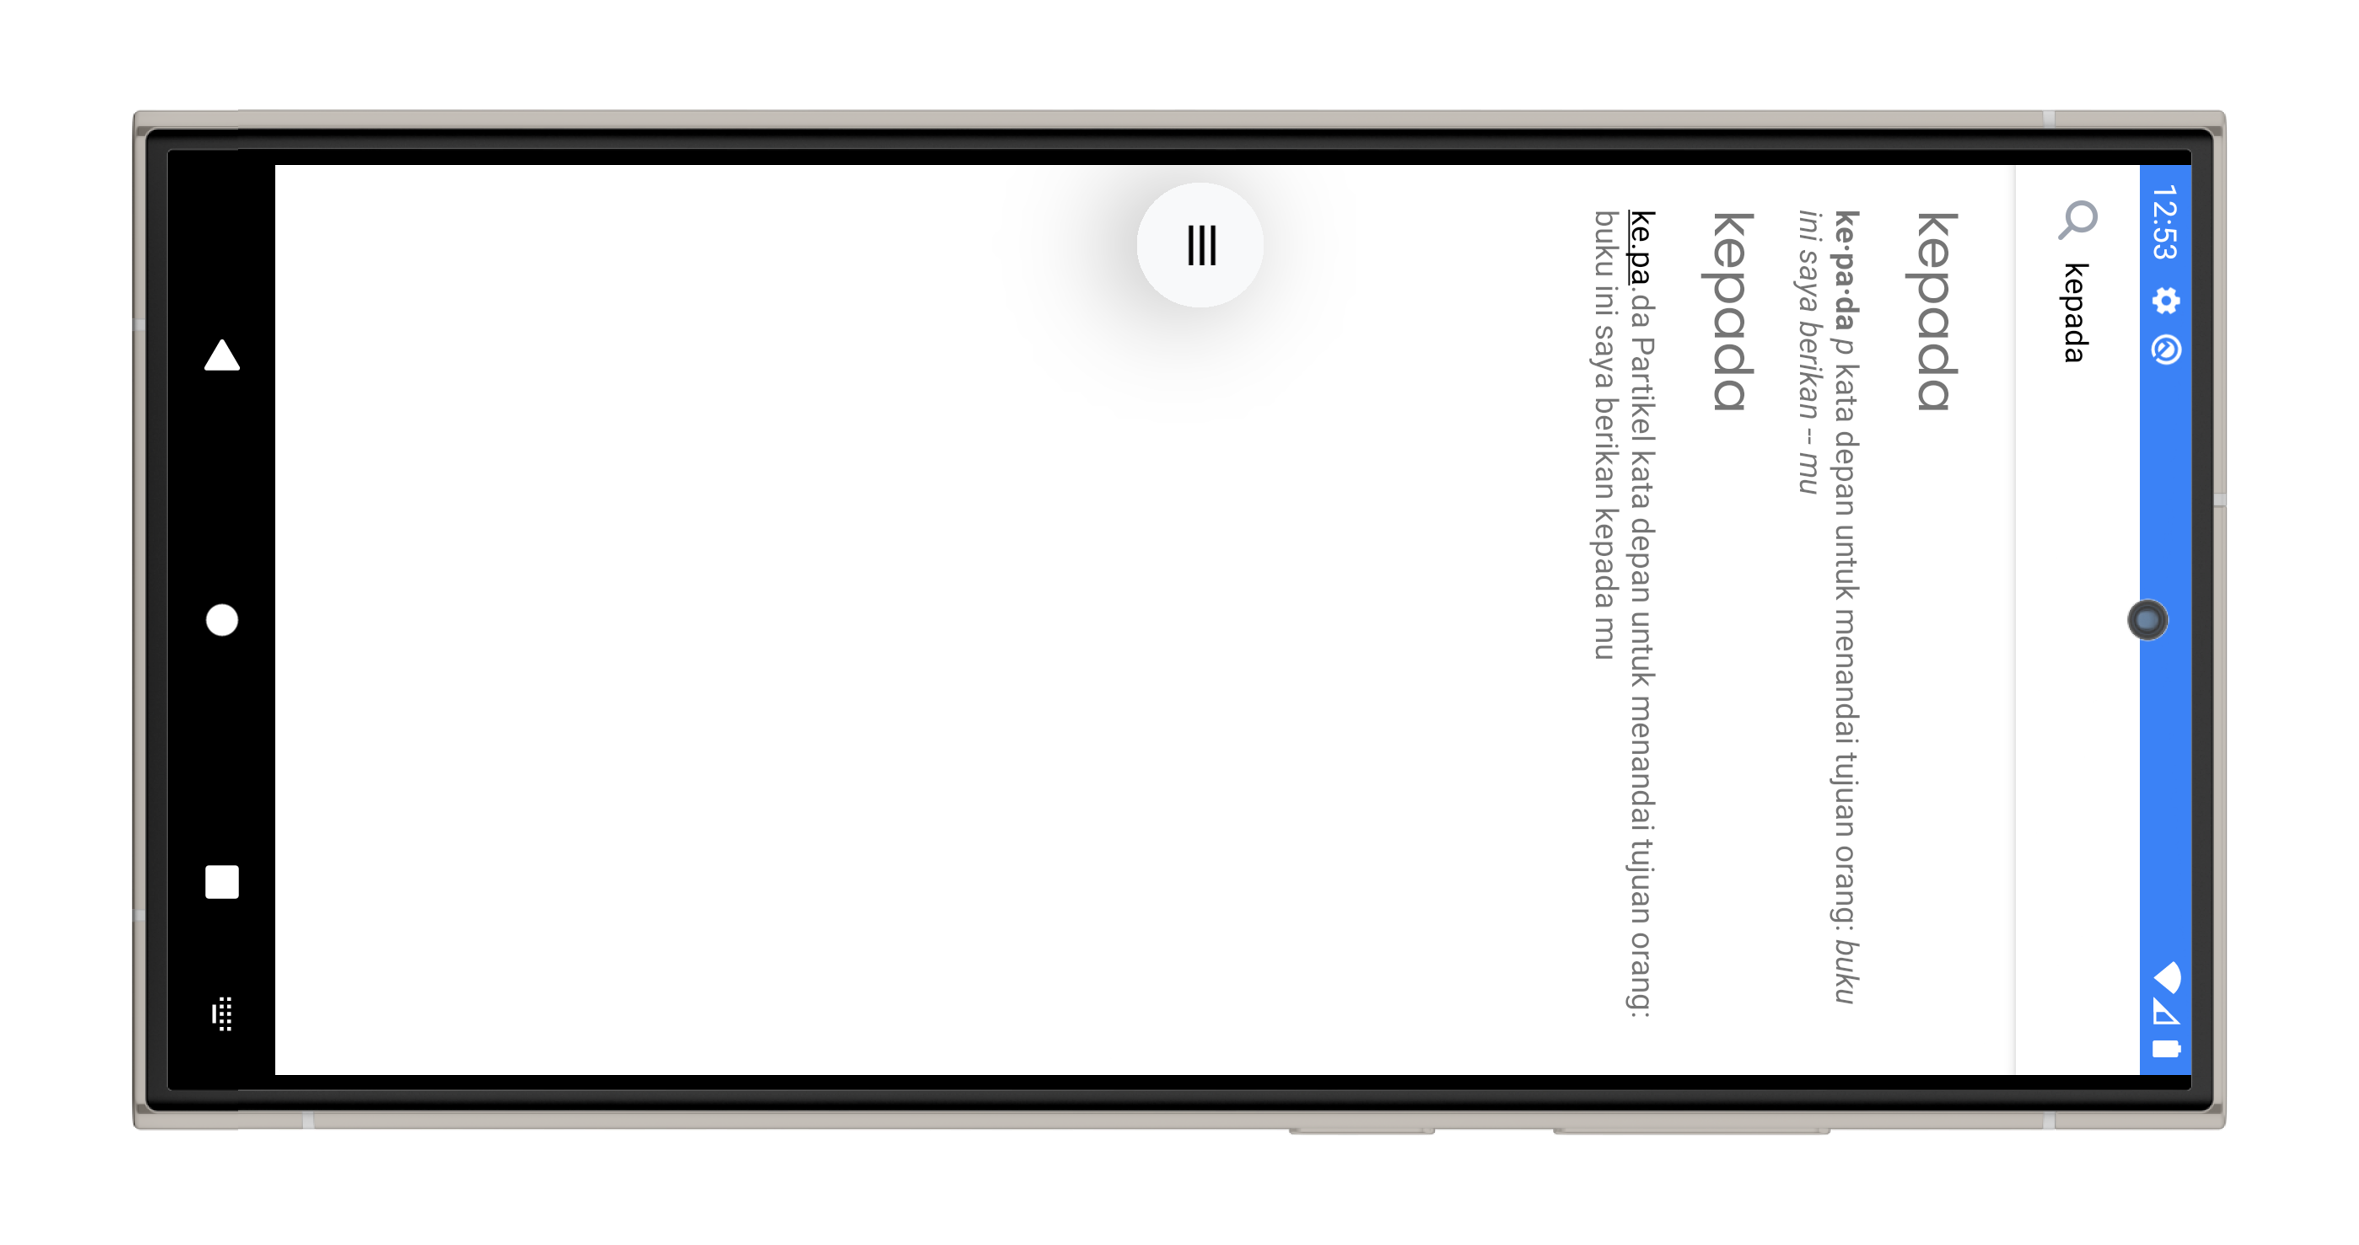 12:53
kepada
kepada
ke·pa·da p kata depan untuk menandai tujuan orang: buku
ini saya berikan -- mu
kepada
ke.pa.da Partikel kata depan untuk menandai tujuan orang:
buku ini saya berikan kepada mu